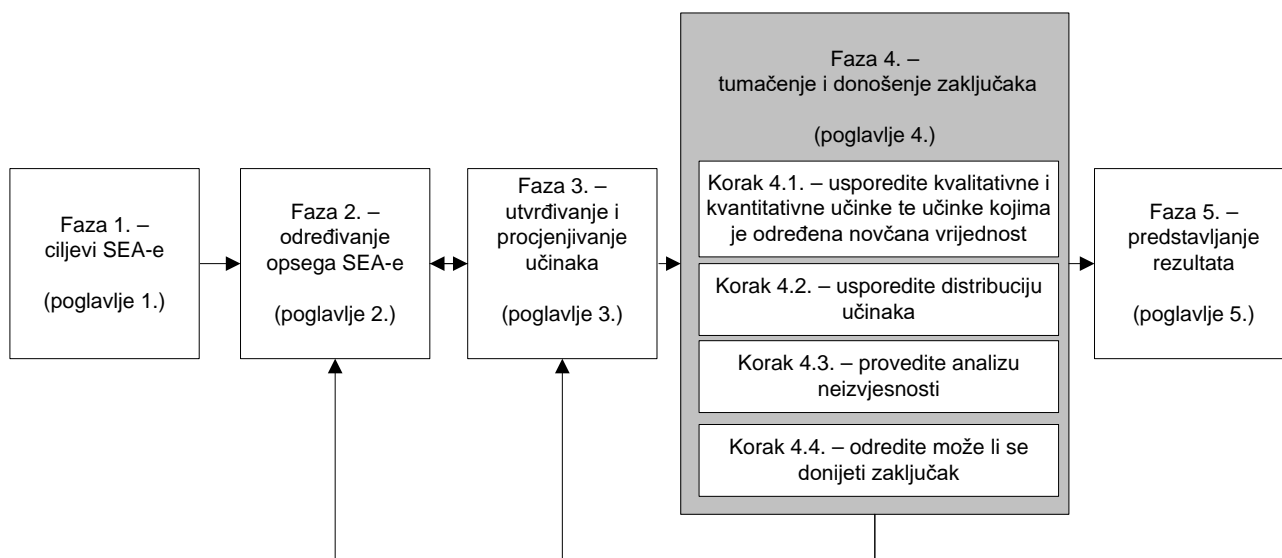 Faza 1. –
ciljevi SEA-e
(poglavlje 1.)
Faza 2. –
određivanje
opsega SEA-e
(poglavlje 2.)
Faza 3. –
utvrđivanje i
procjenjivanje
učinaka
(poglavlje 3.)
Faza 4. –
tumačenje i donošenje
zaključaka
(poglavlje 4.)
Korak 4.1. – usporedite kvalitativne i
kvantitativne učinke te učinke kojima
je određena novčana vrijednost
Korak 4.2. – usporedite distribuciju
učinaka
Korak 4.3. – provedite analizu
neizvjesnosti
Korak 4.4. – odredite može li se
donijeti zaključak
Faza 5. –
predstavljanje
rezultata
(poglavlje 5.)